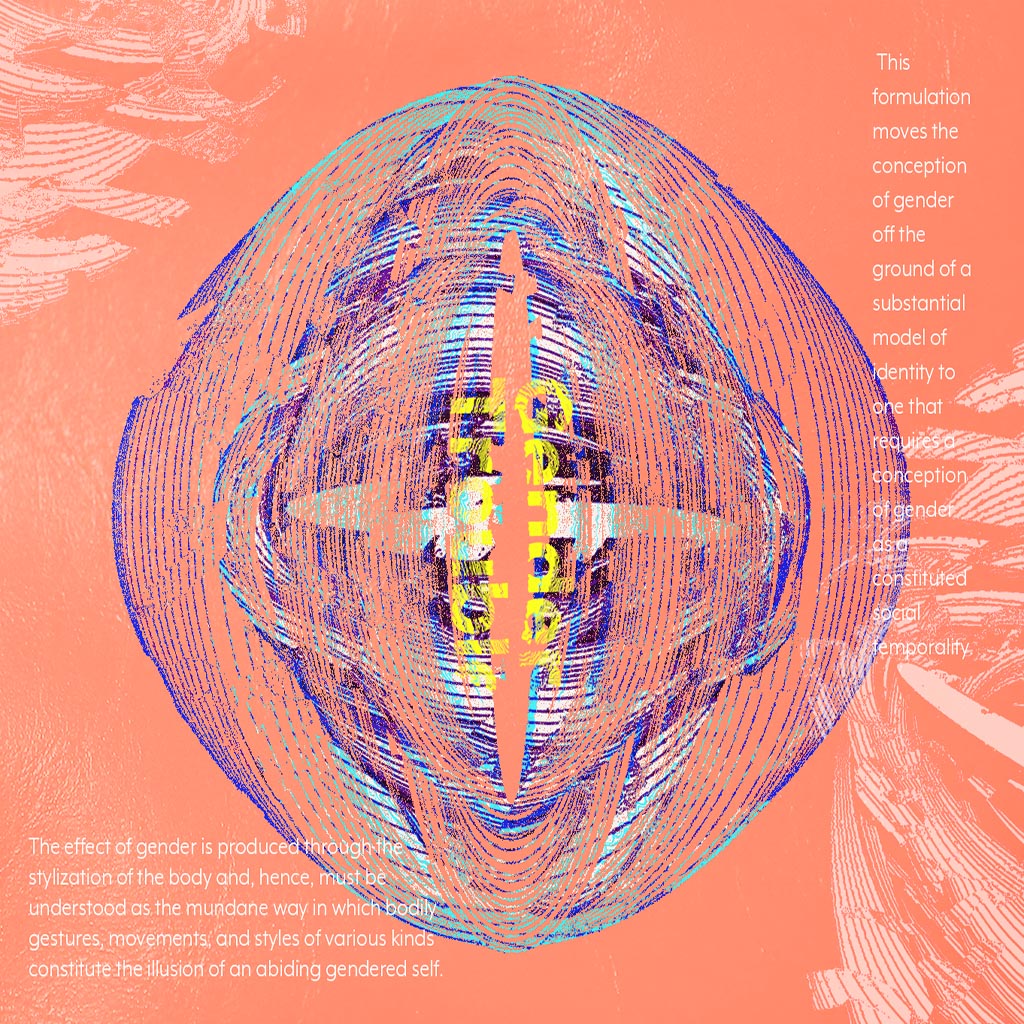 This
formulation
moves the
conception
of gender
off the
ground of a
substantial
model of
identity to
one that
requires a
conception
of gender
as a
constituted
social
temporality.
The effect of gender is produced through the
stylization of the body and, hence, must be
understood as the mundane way in which bodily
gestures, movements, and styles of various kinds
constitute the illusion of an abiding gendered self.